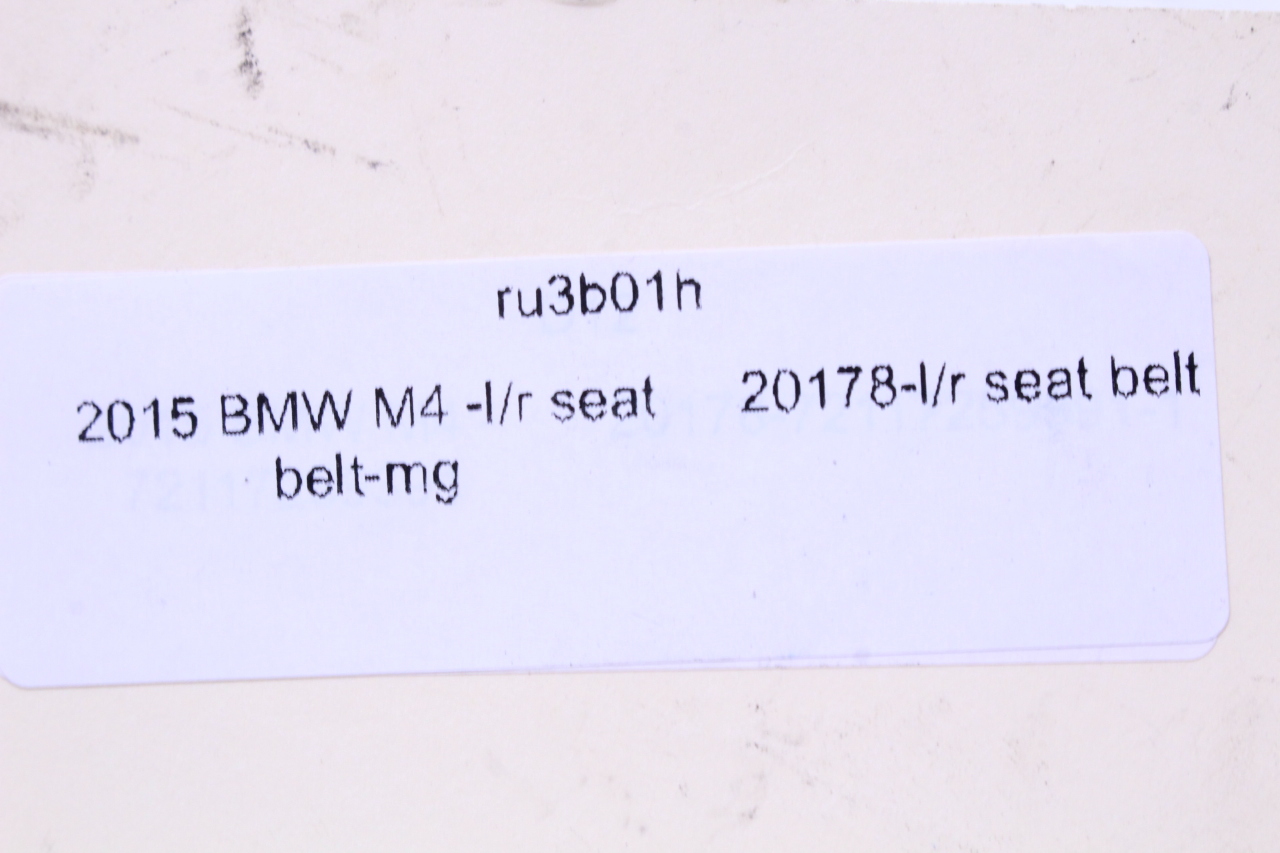 ru3b01h
2015 BMW M4 -l/r seat
belt-mg
20178-l/r seat belt